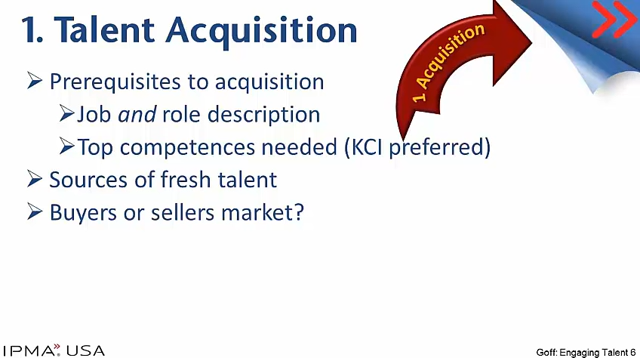 1. Talent Acquisition
1 Acquisition
➢ Prerequisites to acquisition
➢ Job and role description
➢ Top competences needed (KCI preferred)
➢ Sources of fresh talent
➢ Buyers or sellers market?
IPMA USA
Goff: Engaging Talent 6